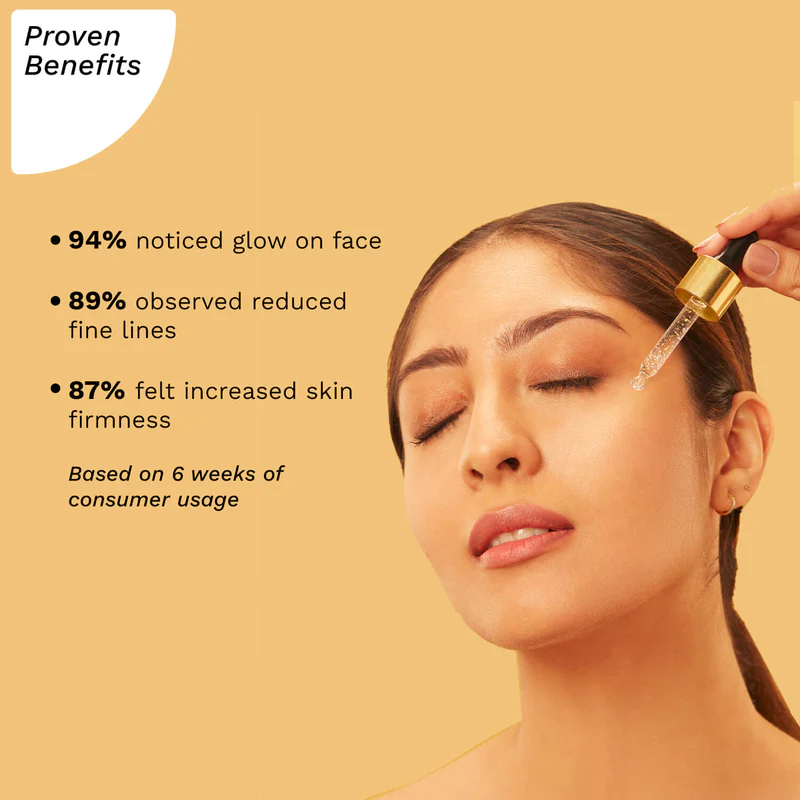 Proven
Benefits
• 94% noticed glow on face
• 89% observed reduced
fine lines
• 87% felt increased skin
firmness
Based on 6 weeks of
consumer usage